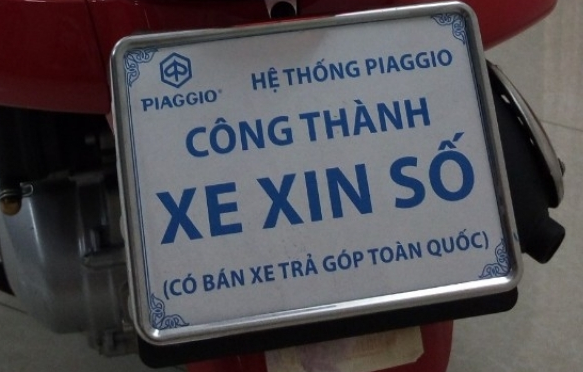 PIAGGIO
HỆ THỐNG PIAGGIO
CÔNG THÀNH
XE XIN SỐ
(CÓ BÁN XE TRẢ GÓP TOÀN QUỐC)